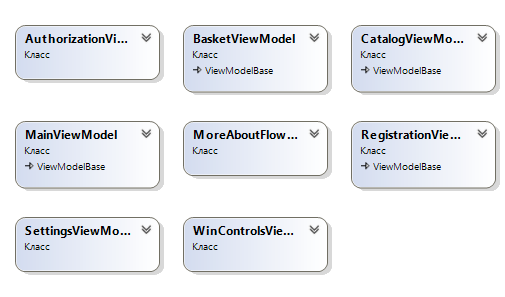 AuthorizationVi...
Класс
BasketViewModel
Класс
ViewModelBase
CatalogViewMo...
Класс
ViewModelBase
MainViewModel
Класс
ViewModelBase
MoreAboutFlow...
Класс
RegistrationVie...
Класс
ViewModelBase
SettingsViewMo...
Класс
WinControlsVie...
Класс